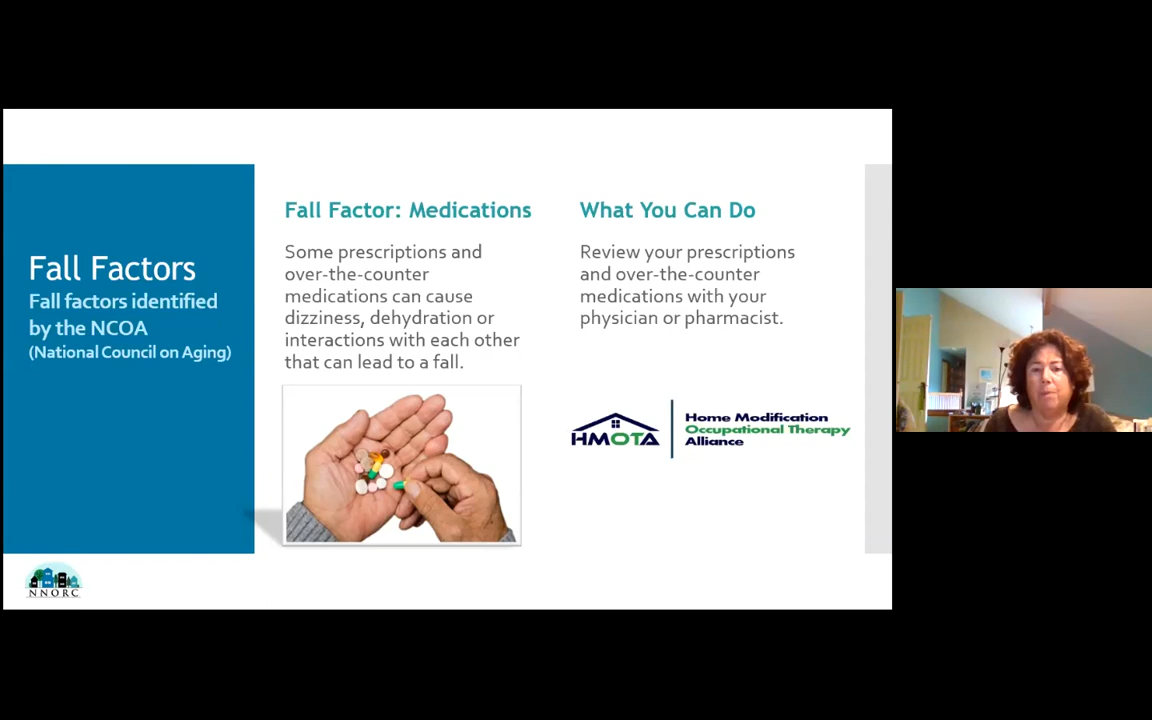 Fall Factors
Fall factors identified
by the NCOA
(National Council on Aging)
Fall Factor: Medications
Some prescriptions and
over-the-counter
medications can cause
dizziness, dehydration or
interactions with each other
that can lead to a fall.
What You Can Do
Review your prescriptions
and over-the-counter
medications with your
physician or pharmacist.
HMOTA
Home Modification
Occupational Therapy
Alliance
NNORC